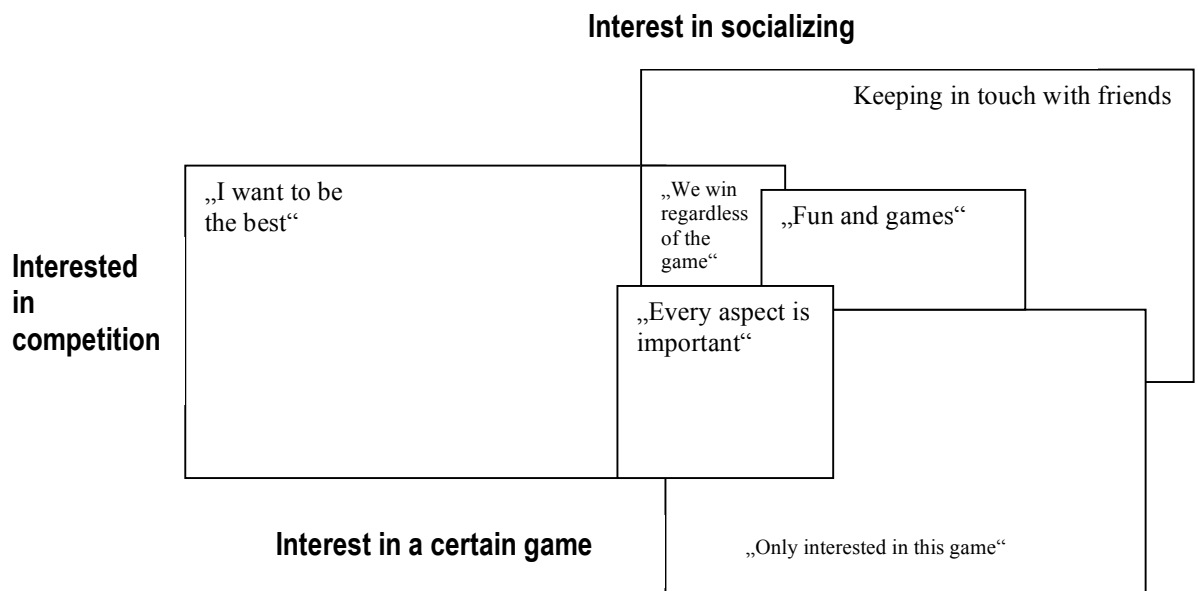 Interest in socializing
Keeping in touch with friends
„I want to be
the best“
„We win
regardless
of the
game“
„Fun and games“
Interested
in
competition
„Every aspect is
important“
Interest in a certain game
„Only interested in this game“